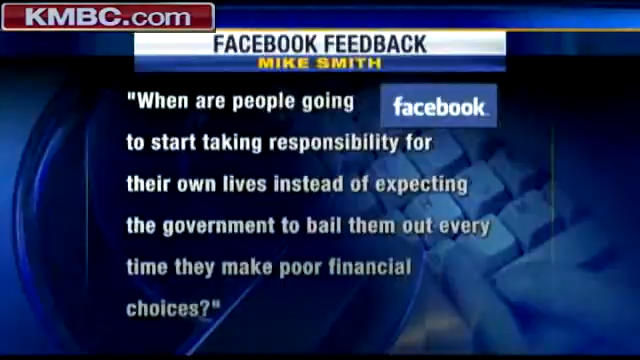 KMBC.com
FACEBOOK FEEDBACK
MIKE SMITH
"When are people going
facebook
to start taking responsibility for
their own lives instead of expecting
the government to bail them out every
time they make poor financial
choices?"